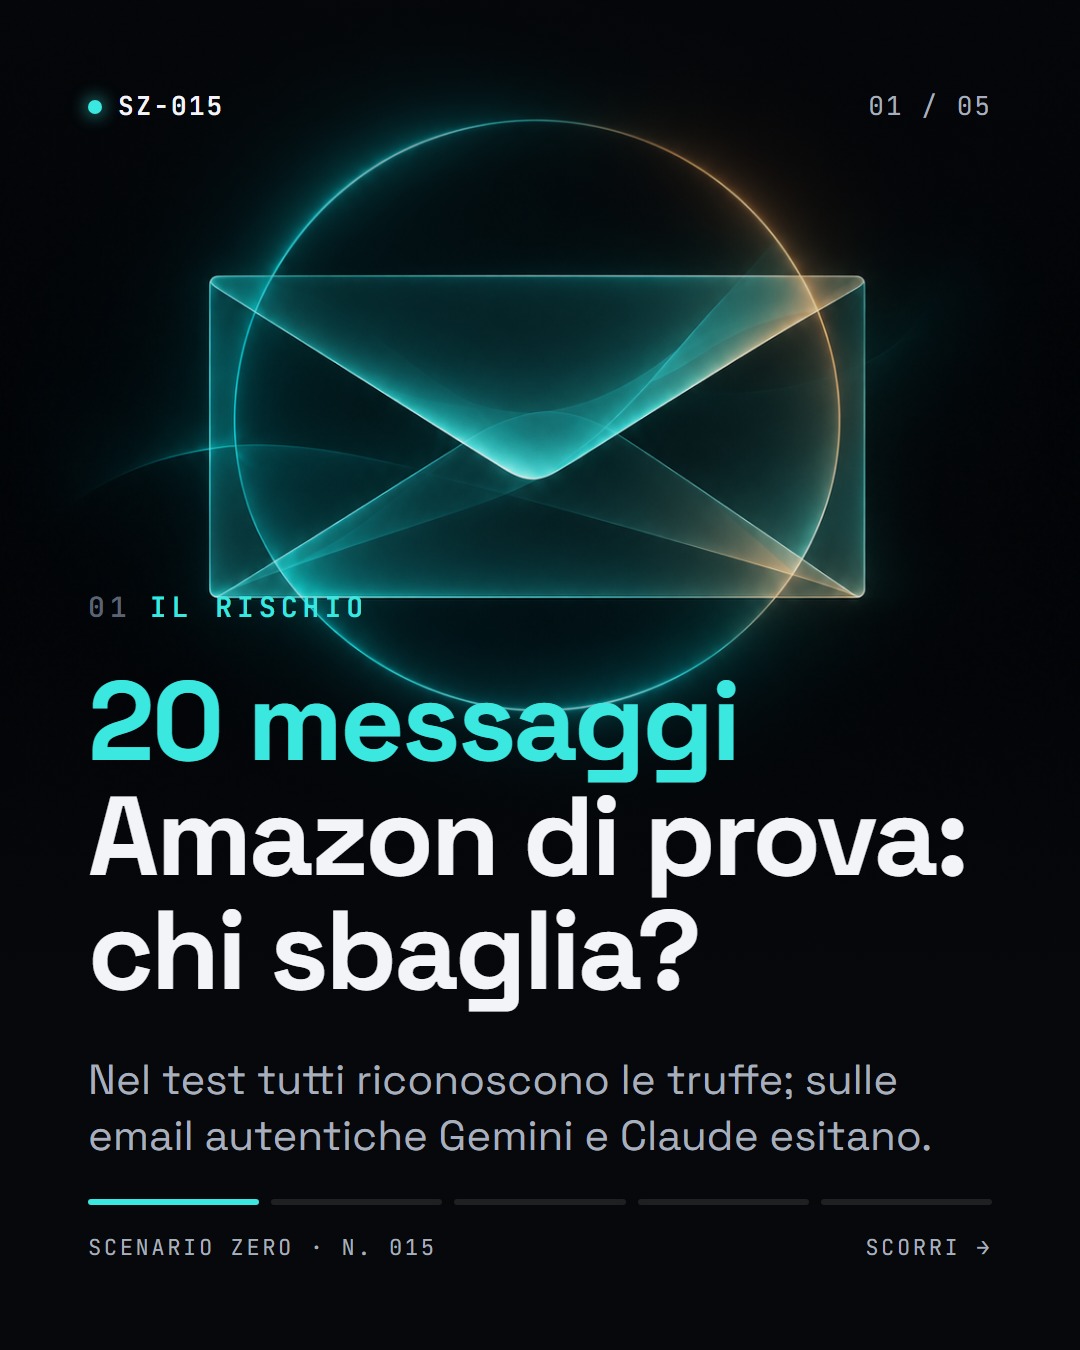 SZ-015
01 / 05
01 IL RISCHIO
20 messaggi
Amazon di prova:
chi sbaglia?
Nel test tutti riconoscono le truffe; sulle
email autentiche Gemini e Claude esitano.
SCENARIO ZERO · N. 015
SCORRI →